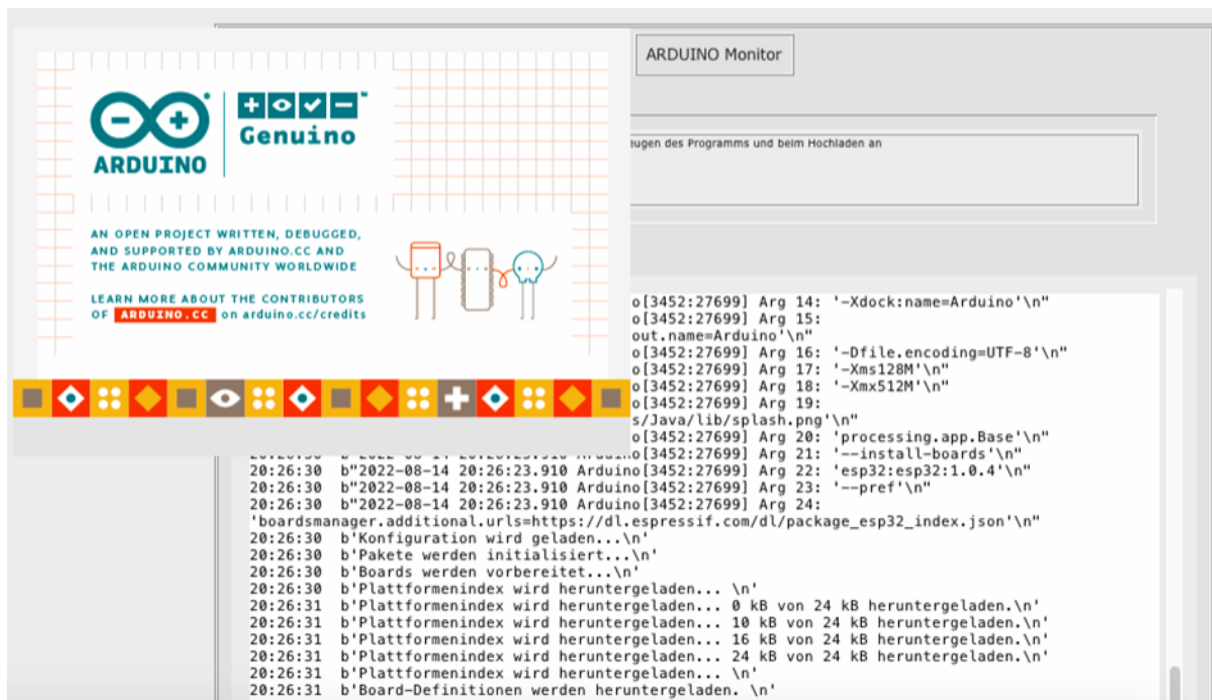 ARDUINO
Genuino
AN OPEN PROJECT WRITTEN, DEBUGGED,
AND SUPPORTED BY ARDUINO.CC AND
THE ARDUINO COMMUNITY WORLDWIDE
LEARN MORE ABOUT THE CONTRIBUTORS
OF ARDUINO.CC on arduino.cc/credits
ARDUINO Monitor
eugen des Programms und beim Hochladen an
o[3452:27699] Arg 14: '-Xdock:name=Arduino'\n"
o[3452:27699] Arg 15:
out.name=Arduino'\n"
o[3452:27699] Arg 16: '-Dfile.encoding=UTF-8'\n"
o[3452:27699] Arg 17: '-Xms128M'\n"
o[3452:27699] Arg 18: '-Xmx512M'\n"
o[3452:27699] Arg 19:
s/Java/lib/splash.png'\n"
o[3452:27699] Arg 20: 'processing.app.Base'\n"
o[3452:27699] Arg 21: '--install-boards'\n"
20:26:30 b"2022-08-14 20:26:23.910 Arduino[3452:27699] Arg 22: 'esp32:esp32:1.0.4'\n"
20:26:30 b"2022-08-14 20:26:23.910 Arduino[3452:27699] Arg 23: '--pref'\n"
20:26:30 b"2022-08-14 20:26:23.910 Arduino[3452:27699] Arg 24:
'boardsmanager.additional.urls=https://dl.espressif.com/dl/package_esp32_index.json'\n"
20:26:30 b'Konfiguration wird geladen...\n'
20:26:30 b'Pakete werden initialisiert...\n'
20:26:30 b'Boards werden vorbereitet...\n'
20:26:30 b'Plattformenindex wird heruntergeladen... \n'
20:26:31 b'Plattformenindex wird heruntergeladen... 0 kB von 24 kB heruntergeladen.\n'
20:26:31 b'Plattformenindex wird heruntergeladen... 10 kB von 24 kB heruntergeladen.\n'
20:26:31 b'Plattformenindex wird heruntergeladen... 16 kB von 24 kB heruntergeladen.\n'
20:26:31 b'Plattformenindex wird heruntergeladen... 24 kB von 24 kB heruntergeladen.\n'
20:26:31 b'Plattformenindex wird heruntergeladen... \n'
20:26:31 b'Board-Definitionen werden heruntergeladen. \n'